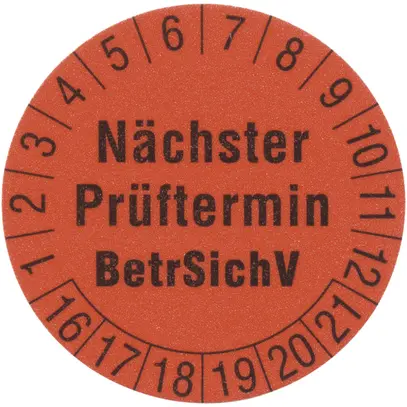 1 2 3 4 5 6 7 8 9 10 11 12
Nächster
Prüftermin
BetrSichV
16 17 18 19 20 21